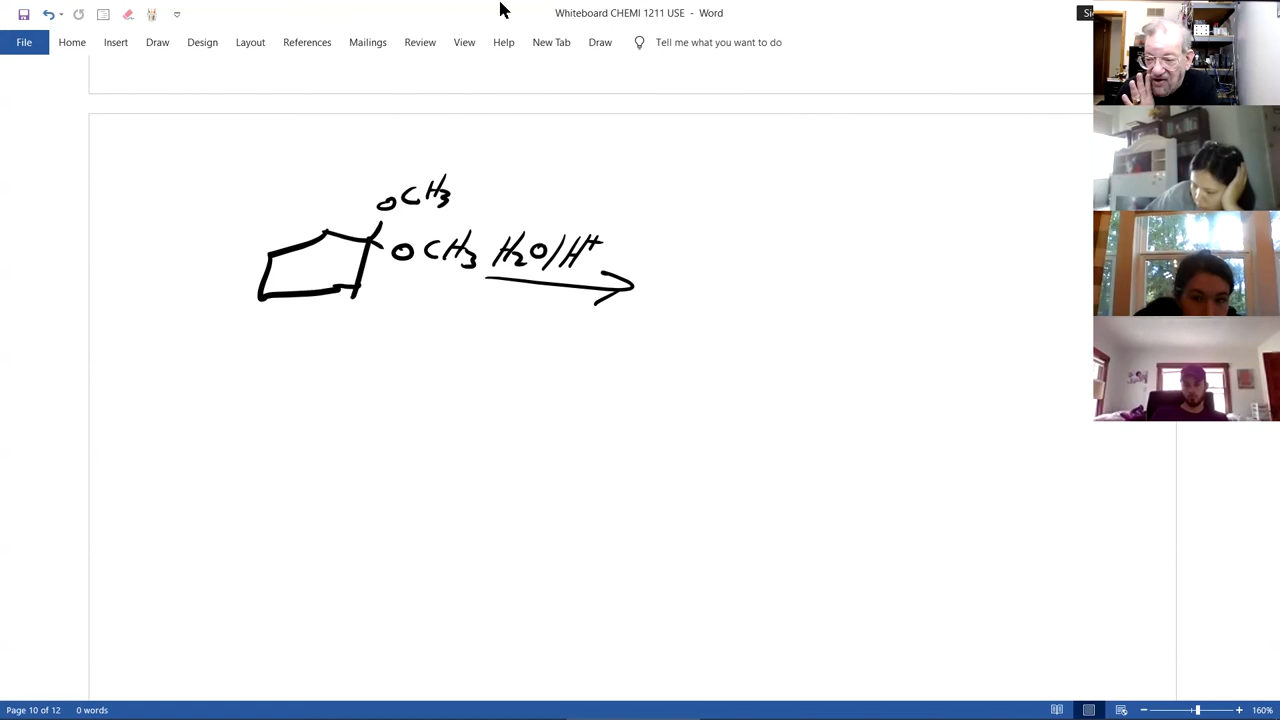 Whiteboard CHEMI 1211 USE - Word
File Home Insert Draw Design Layout References Mailings Review View Help New Tab Draw Tell me what you want to do
OCH3
OCH3 H2O/H+
Page 10 of 12 0 words 160%